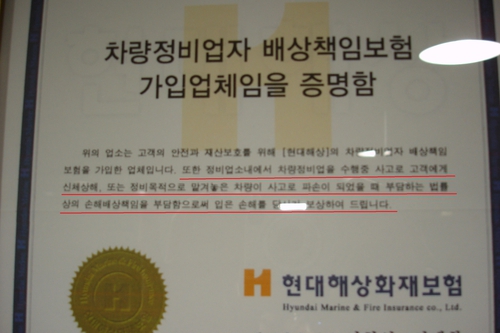 차량정비업자 배상책임보험
가입업체임을 증명함
위의 업소는 고객의 안전과 재산보호를 위해 [현대해상]의 차량정비업자 배상책임
보험을 가입한 업체입니다. 또한 정비업소내에서 차량정비업을 수행중 사고로 고객에게
신체상해, 또는 정비목적으로 맡겨놓은 차량이 사고로 파손이 되었을 때 부담하는 법률
상의 손해배상책임을 부담함으로써 입은 손해를 보상하여 드립니다.
현대해상화재보험
Hyundai Marine & Fire Insurance co., Ltd.